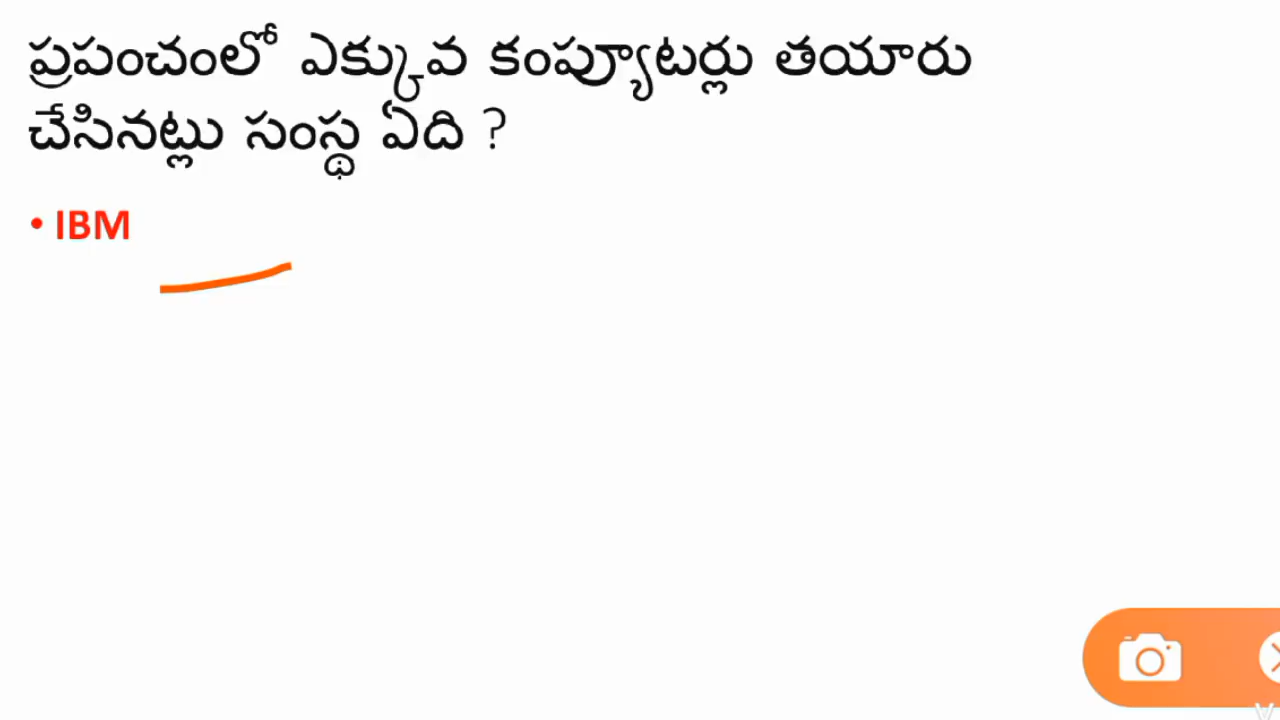 ప్రపంచంలో ఎక్కువ కంప్యూటర్లు తయారు
చేసినట్లు సంస్థ ఏది ?
• IBM